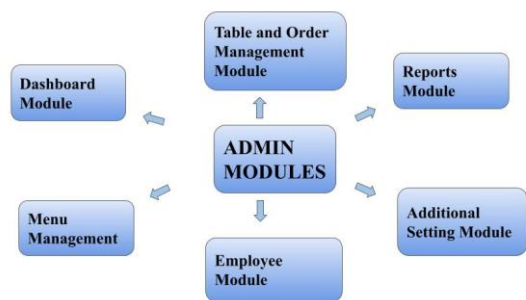 Table and Order
Management
Module
Dashboard
Module
Reports
Module
ADMIN
MODULES
Menu
Management
Additional
Setting Module
Employee
Module